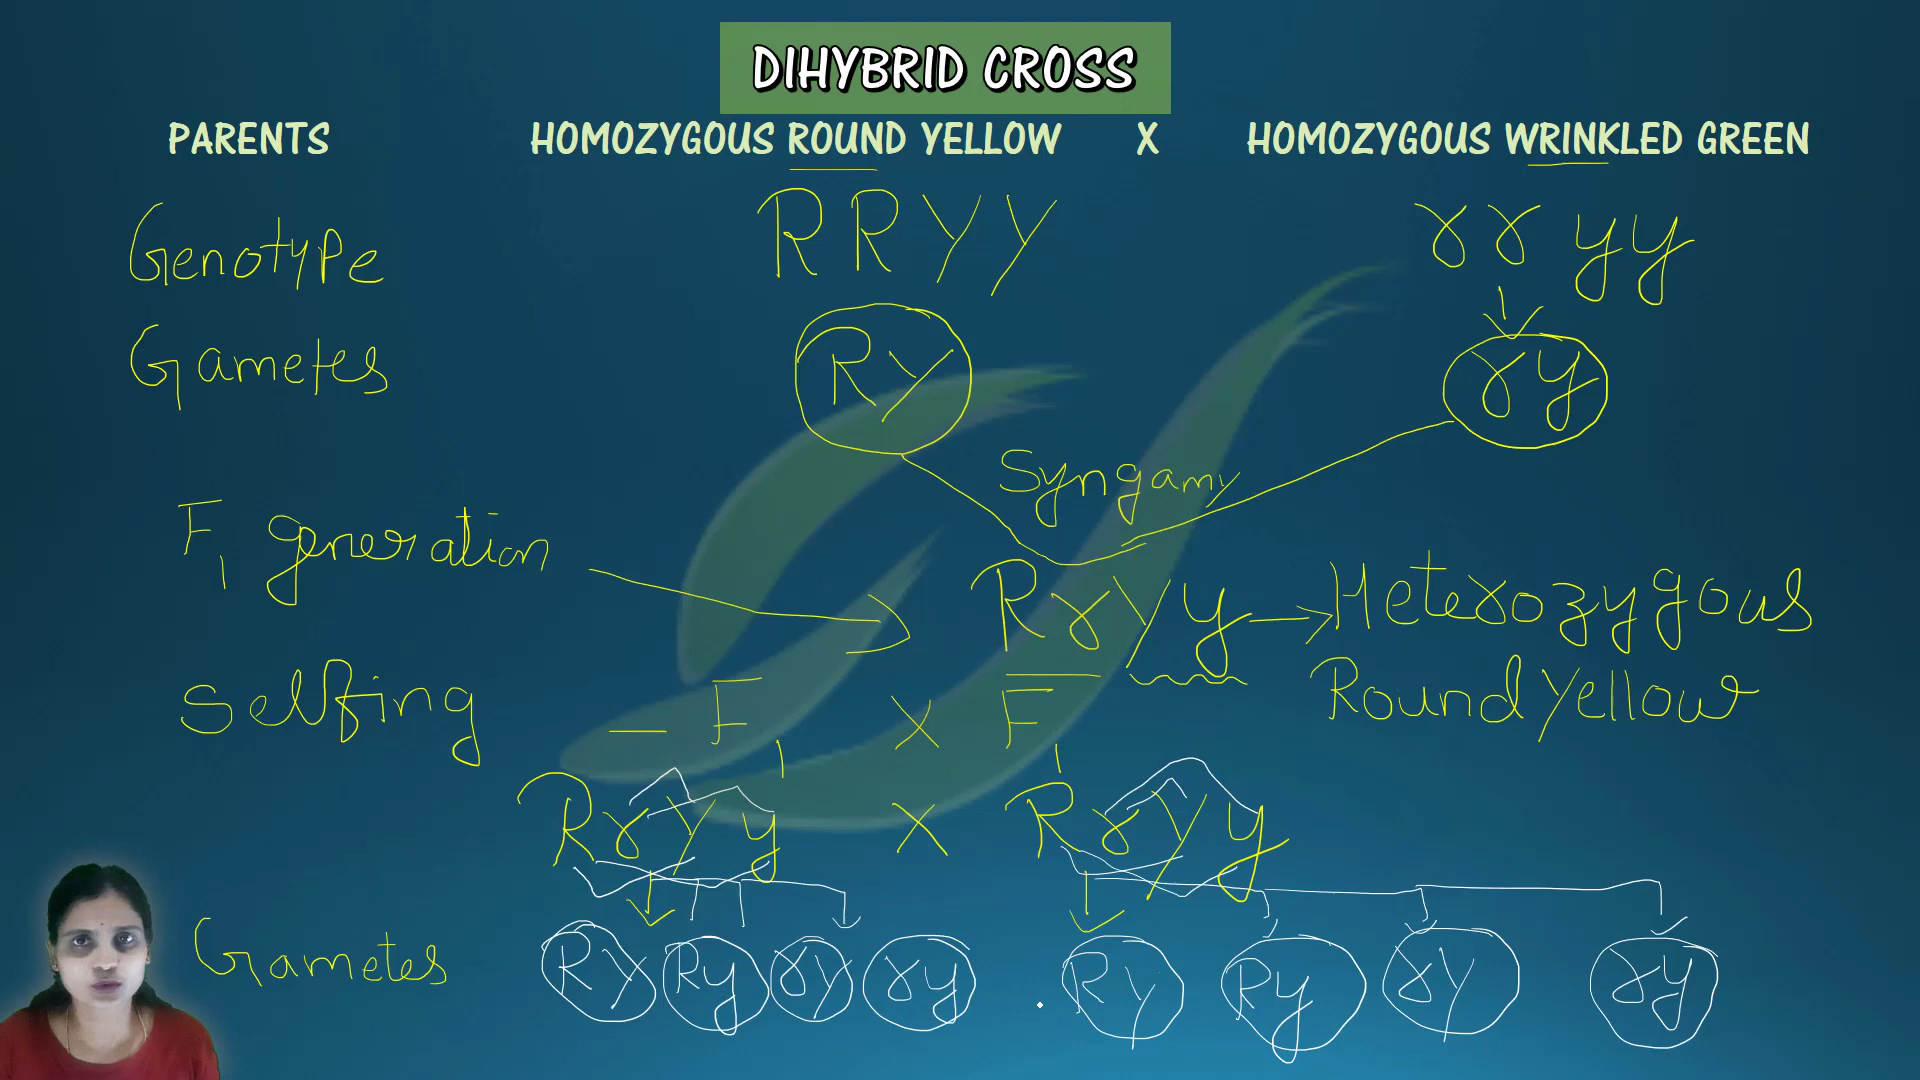 DIHYBRID CROSS
PARENTS HOMOZYGOUS ROUND YELLOW X HOMOZYGOUS WRINKLED GREEN
Genotype RRYY rryy
Gametes RY ry
Syngamy
F1 generation RrYy Heterozygous
Round Yellow
Selfing - F1 X F1
RrYy X RrYy
Gametes RY Ry rY ry RY Ry rY ry